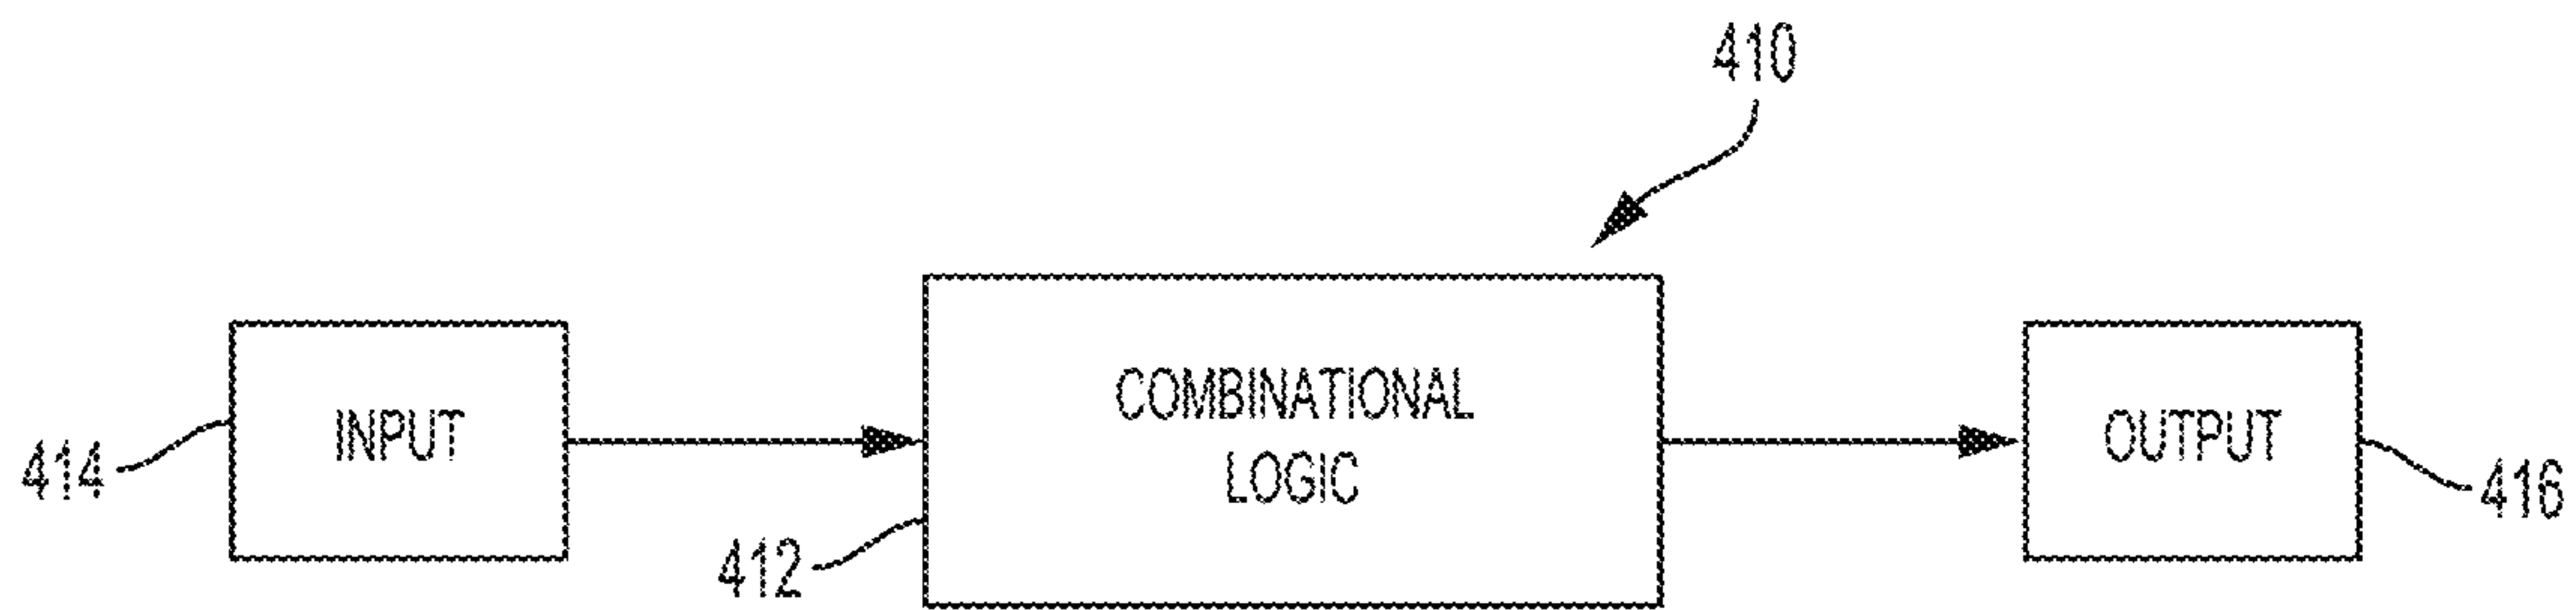 410
INPUT
COMBINATIONAL
LOGIC
OUTPUT
414
412
416